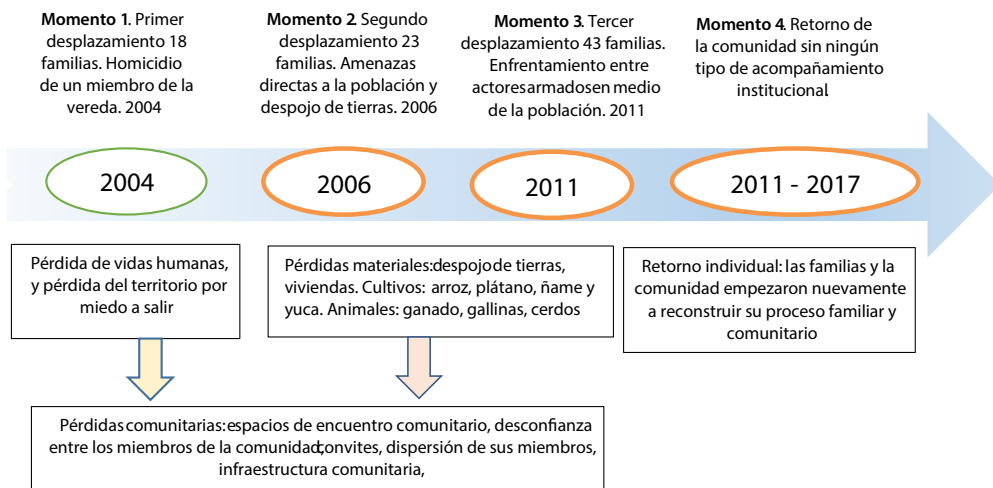 Momento 1. Primer
desplazamiento 18
familias. Homicidio
de un miembro de la
vereda. 2004
Momento 2. Segundo
desplazamiento 23
familias. Amenazas
directas a la población y
despojo de tierras. 2006
Momento 3. Tercer
desplazamiento 43 familias.
Enfrentamiento entre
actoresarmadosen medio
de la población. 2011
Momento 4. Retorno de
la comunidad sin ningún
tipo de acompañamiento
institucional
2004
2006
2011
2011 - 2017
Pérdida de vidas humanas,
y pérdida del territorio por
miedo a salir
Pérdidas materiales:despojode tierras,
viviendas. Cultivos: arroz, plátano, ñame y
yuca. Animales: ganado, gallinas, cerdos
Retorno individual: las familias y la
comunidad empezaron nuevamente
a reconstruir su proceso familiar y
comunitario
Pérdidas comunitarias:espacios de encuentro comunitario, desconfianza
entre los miembros de la comunidad,convites, dispersión de sus miembros,
infraestructura comunitaria,